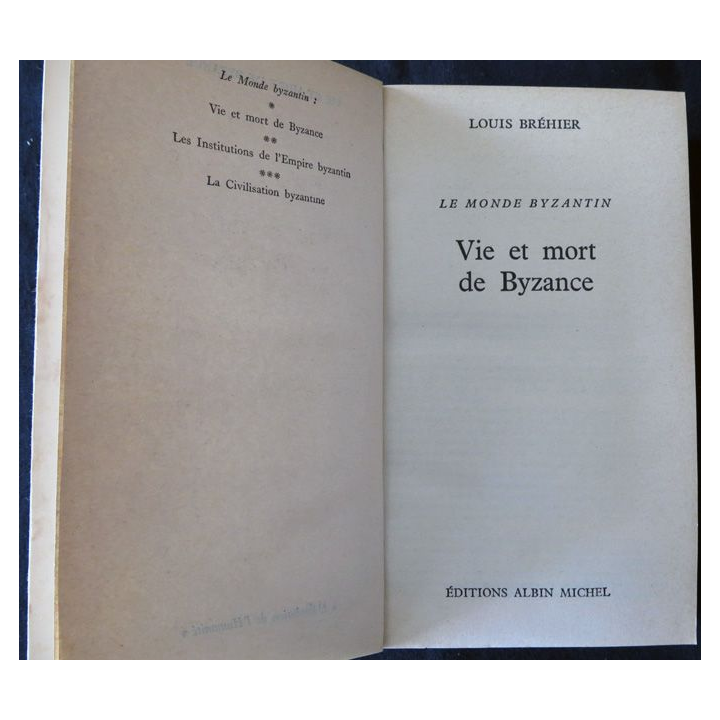 Le Monde byzantin :
*
Vie et mort de Byzance
**
Les Institutions de l'Empire byzantin
***
La Civilisation byzantine
LOUIS BRÉHIER
LE MONDE BYZANTIN
Vie et mort
de Byzance
ÉDITIONS ALBIN MICHEL